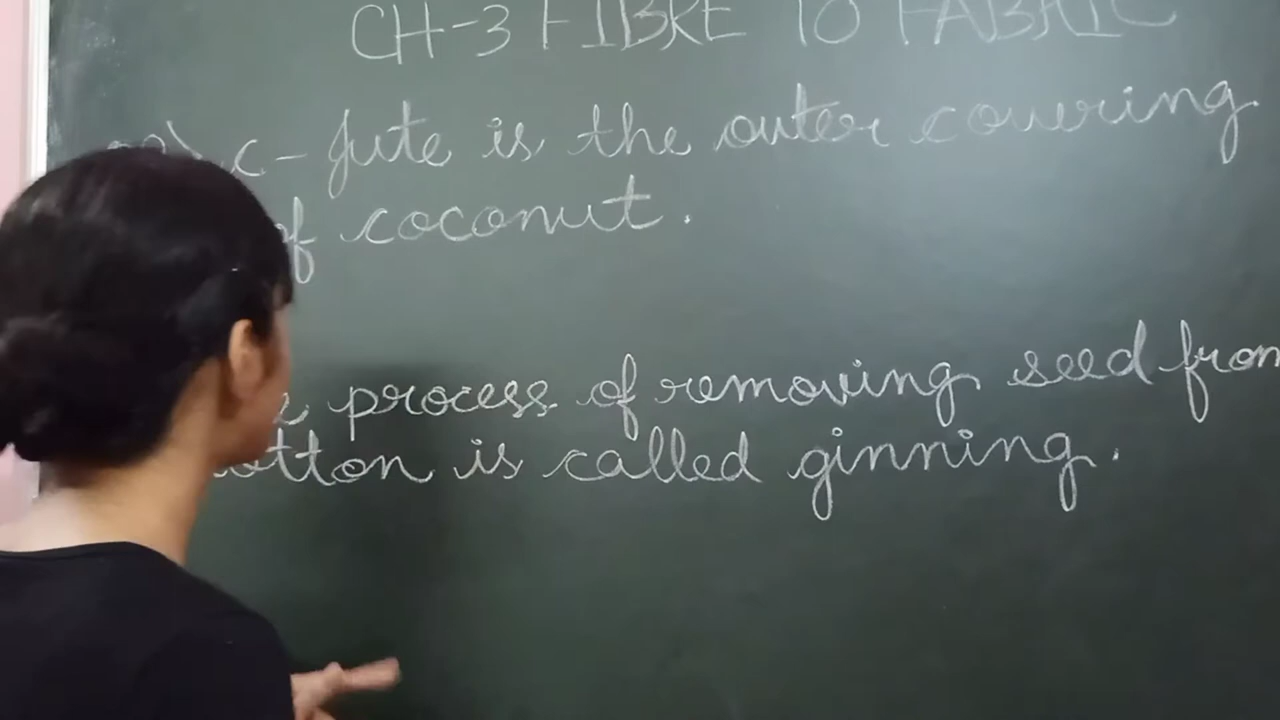 CH-3 FIBRE TO FABRIC
c- Jute is the outer covering
of coconut.
process of removing seed from
cotton is called ginning.